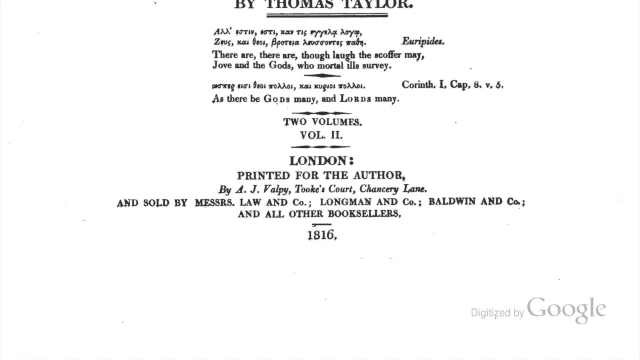 BY THOMAS TAYLOR.
Αλλ' εστιν, εστι, καν τις εγγελᾳ λογῳ,
Ζευς, και θεοι, βροτεια λευσσοντες παθη. Euripides.
There are, there are, though laugh the scoffer may,
Jove and the Gods, who mortal ills survey.
ωσπερ εισι θεοι πολλοι, και κυριοι πολλοι. Corinth. I, Cap. 8. v. 5.
As there be GODS many, and LORDS many.
TWO VOLUMES.
VOL. II.
LONDON:
PRINTED FOR THE AUTHOR,
By A. J. Valpy, Tooke's Court, Chancery Lane.
AND SOLD BY MESSRS. LAW AND Co.; LONGMAN AND Co.; BALDWIN AND Co.;
AND ALL OTHER BOOKSELLERS,
1816,
Digitized by Google